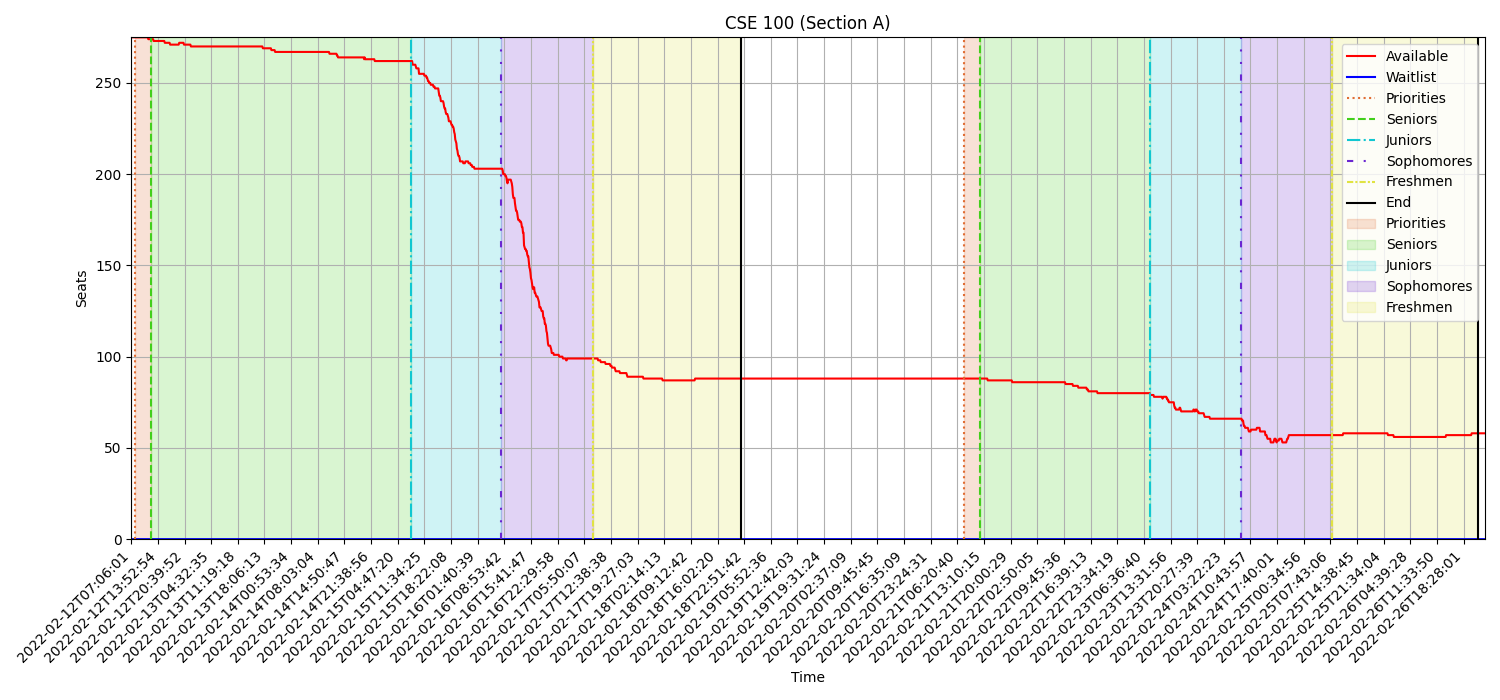 CSE 100 (Section A)
Seats
250
200
150
100
50
0
Available
Waitlist
Priorities
Seniors
Juniors
Sophomores
Freshmen
End
Priorities
Seniors
Juniors
Sophomores
Freshmen
2022-02-12T07:06:01
2022-02-12T13:52:54
2022-02-12T20:39:52
2022-02-13T04:32:35
2022-02-13T11:19:18
2022-02-13T18:06:13
2022-02-14T00:53:34
2022-02-14T08:03:04
2022-02-14T14:50:47
2022-02-14T21:38:56
2022-02-15T04:47:20
2022-02-15T11:34:25
2022-02-15T18:22:08
2022-02-16T01:40:39
2022-02-16T08:53:42
2022-02-16T15:41:47
2022-02-16T22:29:58
2022-02-17T05:50:07
2022-02-17T12:38:38
2022-02-17T19:27:03
2022-02-18T02:14:13
2022-02-18T09:12:42
2022-02-18T16:02:20
2022-02-18T22:51:42
2022-02-19T05:52:36
2022-02-19T12:42:03
2022-02-19T19:31:24
2022-02-20T02:37:09
2022-02-20T09:45:45
2022-02-20T16:35:09
2022-02-20T23:24:31
2022-02-21T06:20:40
2022-02-21T13:10:15
2022-02-21T20:00:29
2022-02-22T02:50:05
2022-02-22T09:45:36
2022-02-22T16:39:13
2022-02-22T23:34:19
2022-02-23T06:36:40
2022-02-23T13:31:56
2022-02-23T20:27:39
2022-02-24T03:22:23
2022-02-24T10:43:57
2022-02-24T17:40:01
2022-02-25T00:34:56
2022-02-25T07:43:06
2022-02-25T14:38:45
2022-02-25T21:34:04
2022-02-26T04:39:28
2022-02-26T11:33:50
2022-02-26T18:28:01
Time